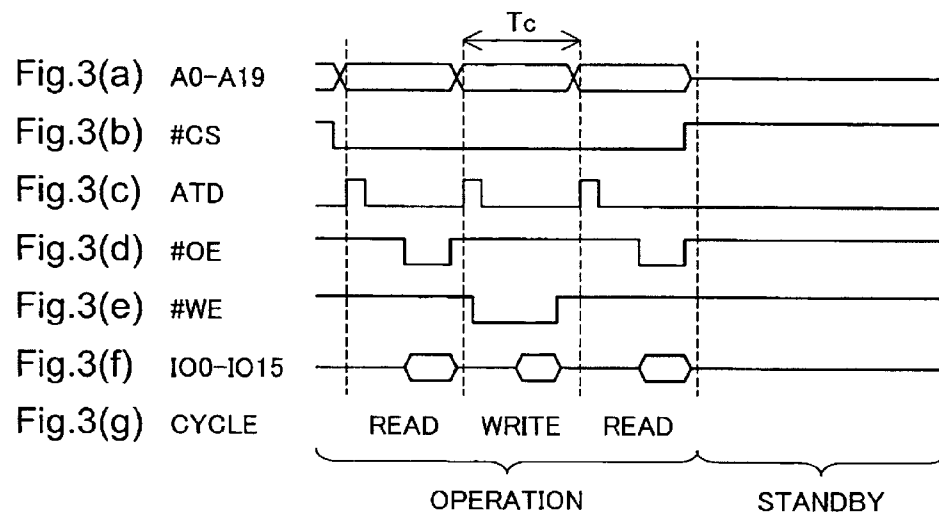 Tc
Fig.3(a) A0-A19
Fig.3(b) #CS
Fig.3(c) ATD
Fig.3(d) #OE
Fig.3(e) #WE
Fig.3(f) IO0-IO15
Fig.3(g) CYCLE READ WRITE READ
OPERATION STANDBY